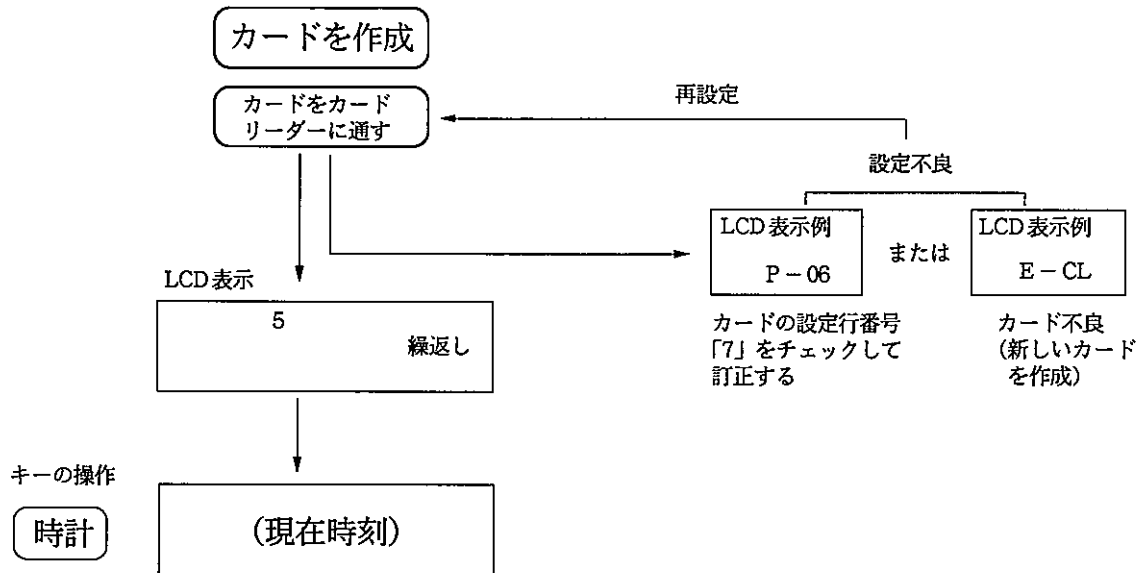 カードを作成
カードをカード
リーダーに通す
再設定
設定不良
LCD表示例
P－06
または
LCD表示例
E－CL
カードの設定行番号
「7」をチェックして
訂正する
カード不良
（新しいカード
を作成）
LCD表示
5
繰返し
キーの操作
時計
（現在時刻）